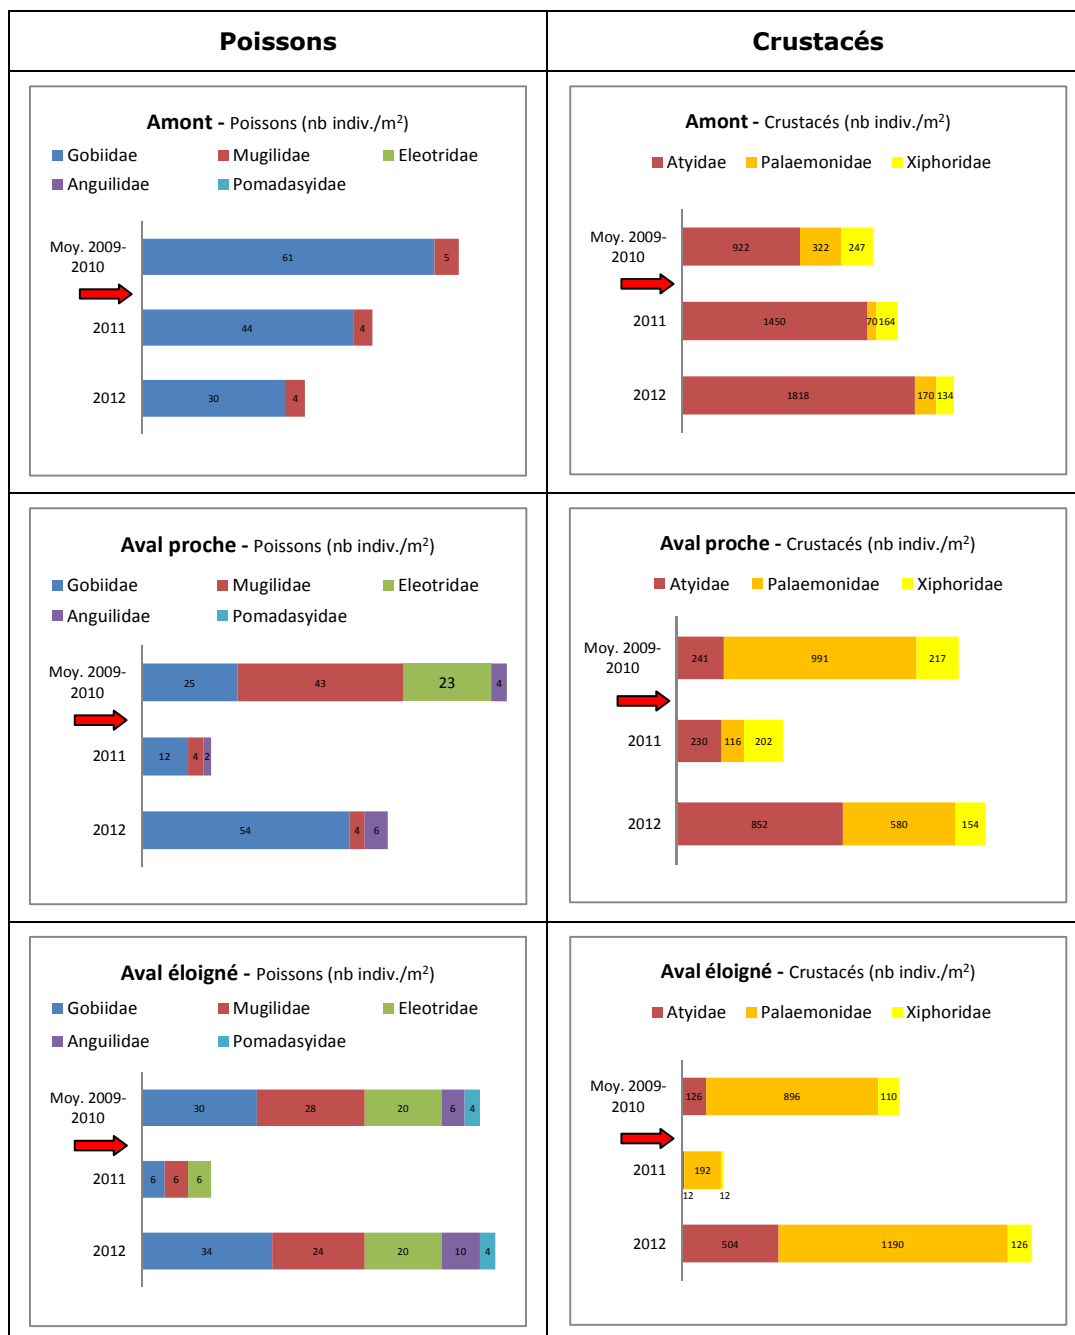 Poissons
Crustacés
Amont - Poissons (nb indiv./m²)
Gobiidae Mugilidae Eleotridae
Anguilidae Pomadasyidae
Moy. 2009-
2010
61 5
2011
44 4
2012
30 4
Amont - Crustacés (nb indiv./m²)
Atyidae Palaemonidae Xiphoridae
Moy. 2009-
2010
922 322 247
2011
1450 70 164
2012
1818 170 134
Aval proche - Poissons (nb indiv./m²)
Gobiidae Mugilidae Eleotridae
Anguilidae Pomadasyidae
Moy. 2009-
2010
25 43 23 4
2011
12 4 2
2012
54 4 6
Aval proche - Crustacés (nb indiv./m²)
Atyidae Palaemonidae Xiphoridae
Moy. 2009-
2010
241 991 217
2011
230 116 202
2012
852 580 154
Aval éloigné - Poissons (nb indiv./m²)
Gobiidae Mugilidae Eleotridae
Anguilidae Pomadasyidae
Moy. 2009-
2010
30 28 20 6 4
2011
6 6 6
2012
34 24 20 10 4
Aval éloigné - Crustacés (nb indiv./m²)
Atyidae Palaemonidae Xiphoridae
Moy. 2009-
2010
126 896 110
2011
12 192 12
2012
504 1190 126